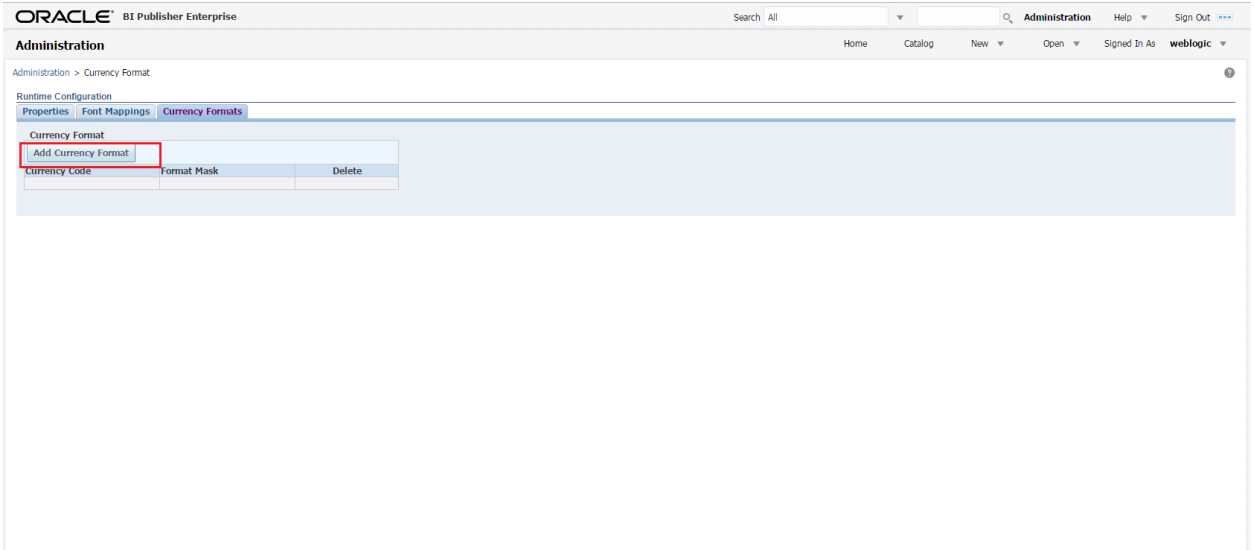 ORACLE® BI Publisher Enterprise Search All Administration Help Sign Out
Administration Home Catalog New Open Signed In As weblogic
Administration > Currency Format ?
Runtime Configuration
Properties Font Mappings Currency Formats
Currency Format
Add Currency Format
Currency Code Format Mask Delete